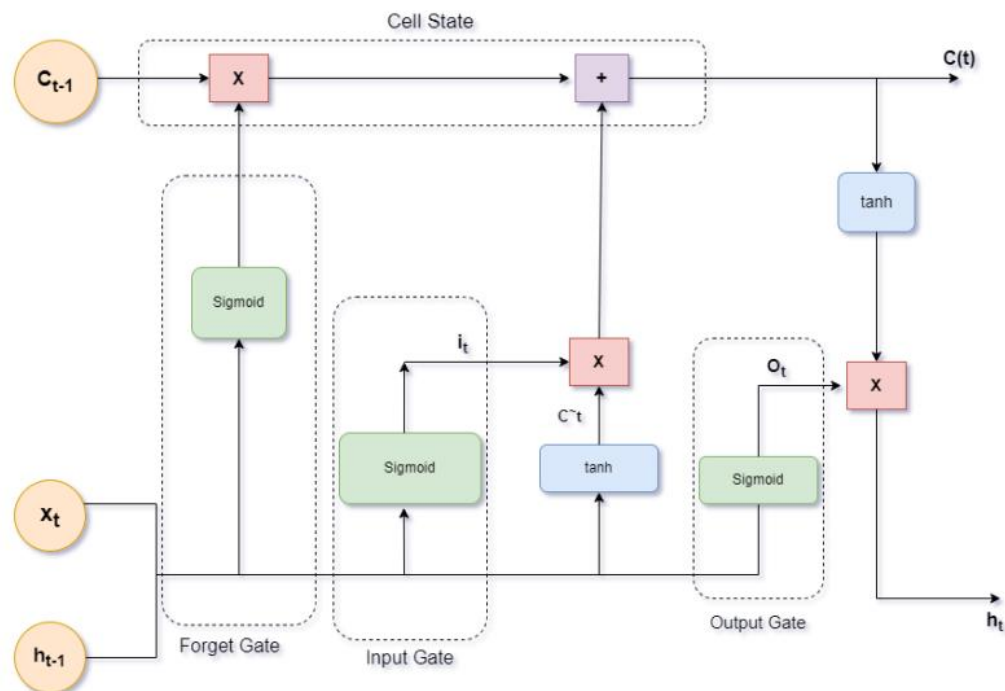 Cell State
C(t)
Ct-1
X
+
tanh
Sigmoid
it
X
Ot
X
C~t
Sigmoid
tanh
Sigmoid
xt
ht
Output Gate
Forget Gate
Input Gate
ht-1